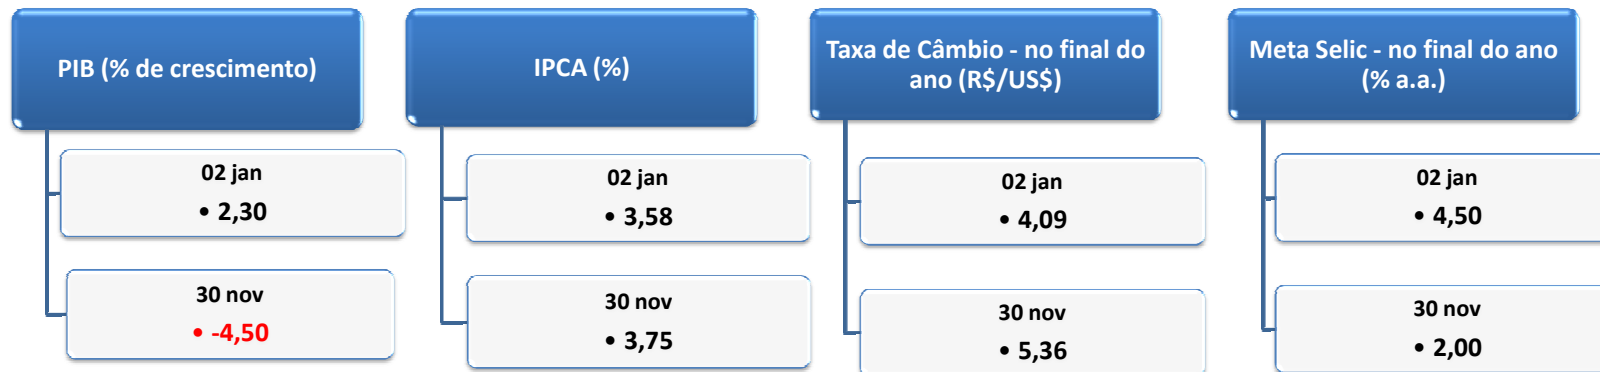 PIB (% de crescimento)
02 jan
• 2,30
30 nov
• -4,50
IPCA (%)
02 jan
• 3,58
30 nov
• 3,75
Taxa de Câmbio - no final do
ano (R$/US$)
02 jan
• 4,09
30 nov
• 5,36
Meta Selic - no final do ano
(% a.a.)
02 jan
• 4,50
30 nov
• 2,00